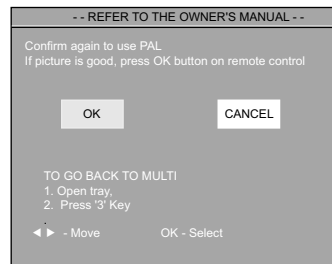 - - REFER TO THE OWNER'S MANUAL - -
Confirm again to use PAL
If picture is good, press OK button on remote control
OK CANCEL
TO GO BACK TO MULTI
1. Open tray,
2. Press '3' Key
.
◄ ► - Move OK - Select